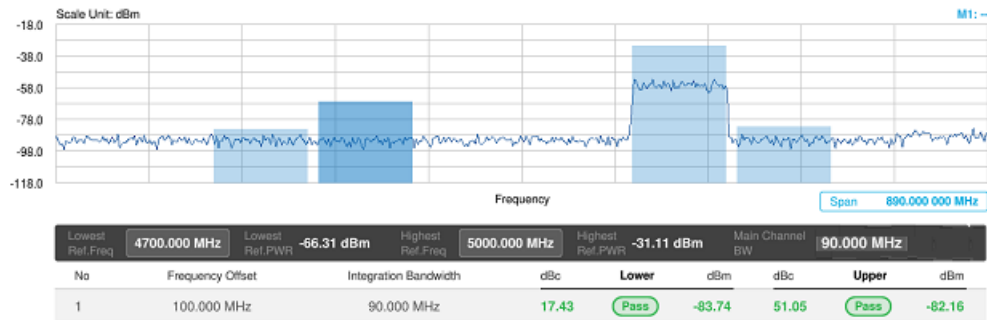 Scale Unit: dBm
M1: --
-18.0
-38.0
-58.0
-78.0
-98.0
-118.0
Frequency
Span 890.000 000 MHz
Lowest Ref.Freq 4700.000 MHz Lowest Ref.PWR -66.31 dBm Highest Ref.Freq 5000.000 MHz Highest Ref.PWR -31.11 dBm Main Channel BW 90.000 MHz
No Frequency Offset Integration Bandwidth dBc Lower dBm dBc Upper dBm
1 100.000 MHz 90.000 MHz 17.43 Pass -83.74 51.05 Pass -82.16